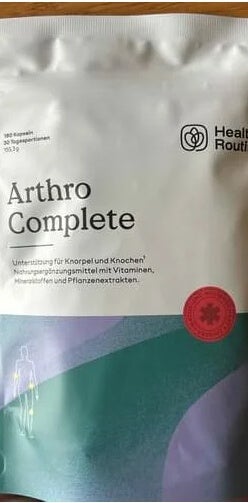 180 Kapseln
30 Tagesportionen
Healt
Routi
Arthro
Complete
Unterstützung für Knorpel und Knochen¹
Nahrungsergänzungsmittel mit Vitaminen,
Mineralstoffen und Pflanzenextrakten.